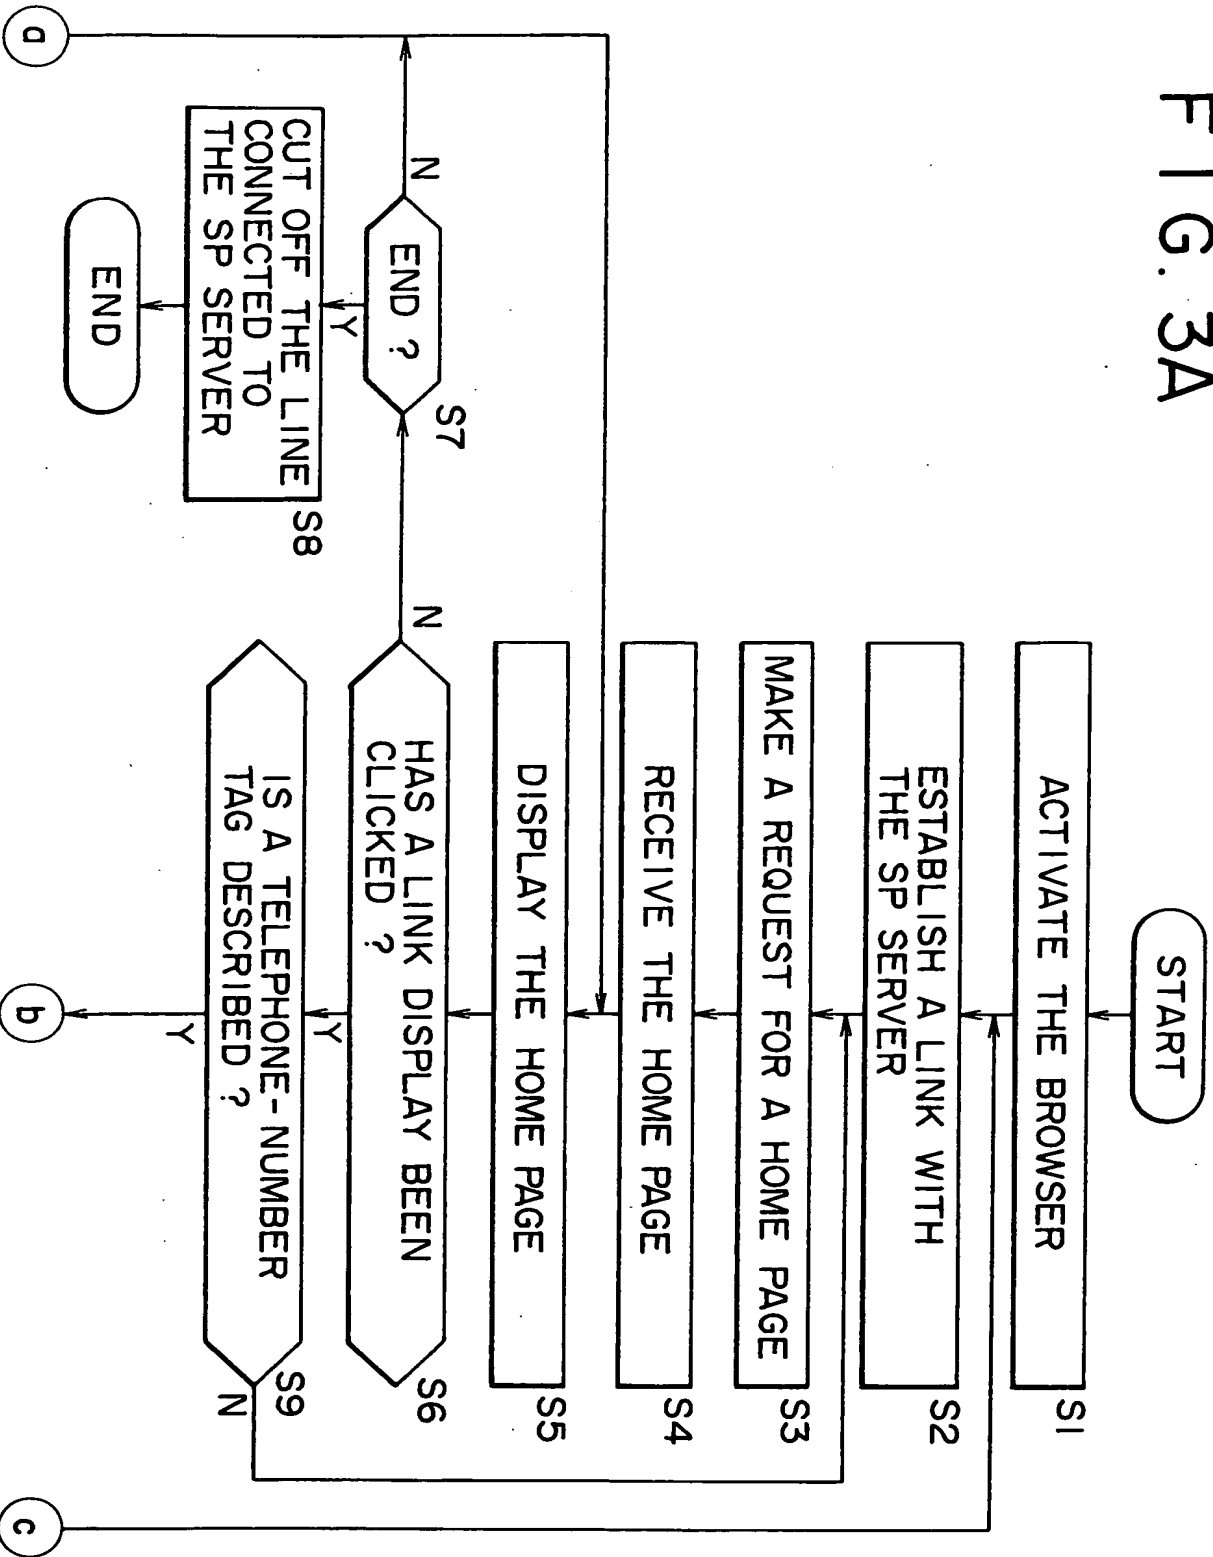 FIG. 3A
START
ACTIVATE THE BROWSER
S1
ESTABLISH A LINK WITH
THE SP SERVER
S2
MAKE A REQUEST FOR A HOME PAGE
S3
RECEIVE THE HOME PAGE
S4
DISPLAY THE HOME PAGE
S5
HAS A LINK DISPLAY BEEN
CLICKED ?
S6
N
Y
END ?
S7
N
Y
CUT OFF THE LINE
CONNECTED TO
THE SP SERVER
S8
END
IS A TELEPHONE-NUMBER
TAG DESCRIBED ?
S9
N
Y
a
b
c